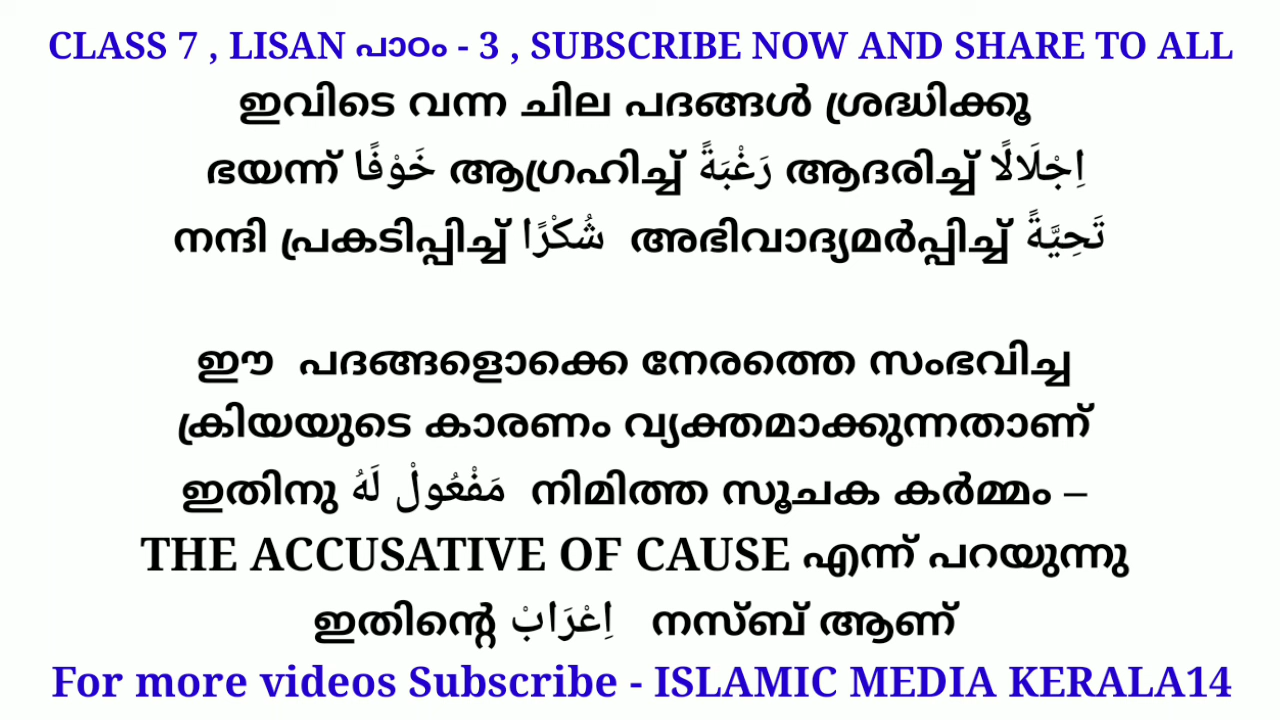 CLASS 7 , LISAN പാഠം - 3 , SUBSCRIBE NOW AND SHARE TO ALL
ഇവിടെ വന്ന ചില പദങ്ങൾ ശ്രദ്ധിക്കൂ
ഭയന്ന് خَوْفًا ആഗ്രഹിച്ച് رَغْبَةً ആദരിച്ച് اِجْلَالًا
നന്ദി പ്രകടിപ്പിച്ച് شُكْرًا അഭിവാദ്യമർപ്പിച്ച് تَحِيَّةً
ഈ പദങ്ങളൊക്കെ നേരത്തെ സംഭവിച്ച
ക്രിയയുടെ കാരണം വ്യക്തമാക്കുന്നതാണ്
ഇതിനു مَفْعُولْ لَهُ നിമിത്ത സൂചക കർമ്മം –
THE ACCUSATIVE OF CAUSE എന്ന് പറയുന്നു
ഇതിന്റെ اِعْرَابْ നസ്ബ് ആണ്
For more videos Subscribe - ISLAMIC MEDIA KERALA14